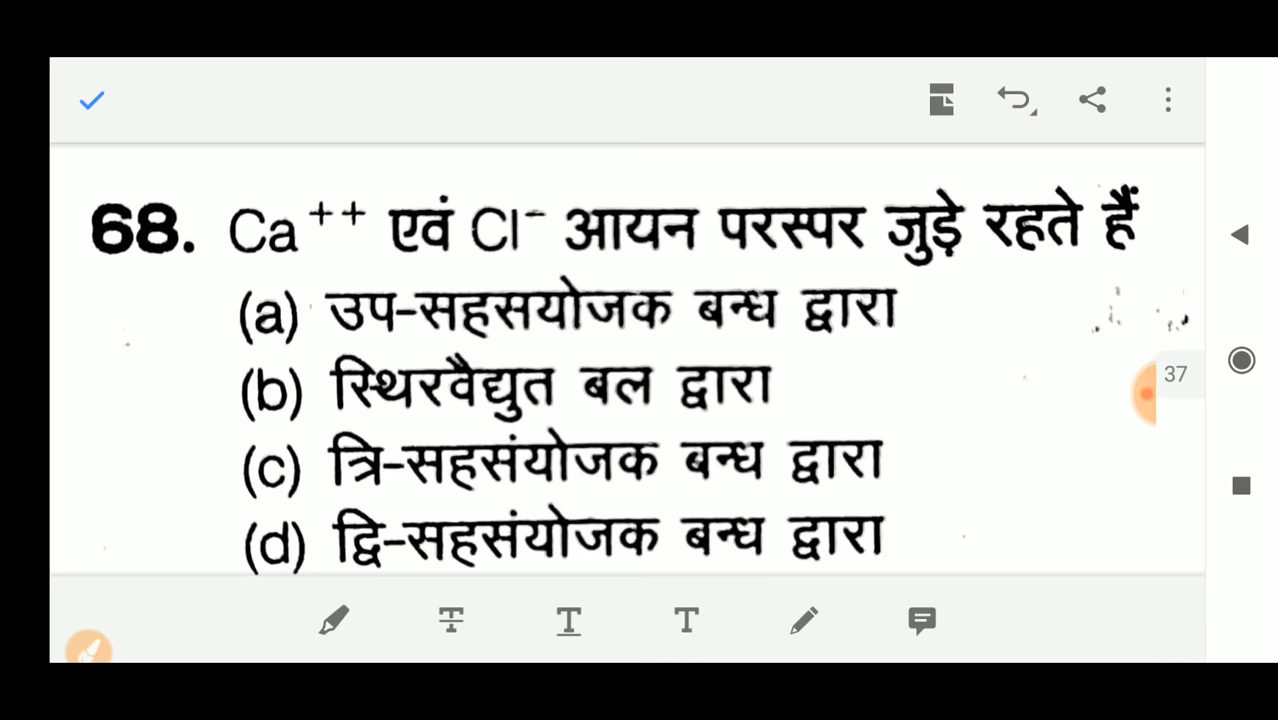 68. Ca⁺⁺ एवं Cl⁻ आयन परस्पर जुड़े रहते हैं
(a) उप-सहसयोजक बन्ध द्वारा
(b) स्थिरवैद्युत बल द्वारा
37
(c) त्रि-सहसंयोजक बन्ध द्वारा
(d) द्वि-सहसंयोजक बन्ध द्वारा